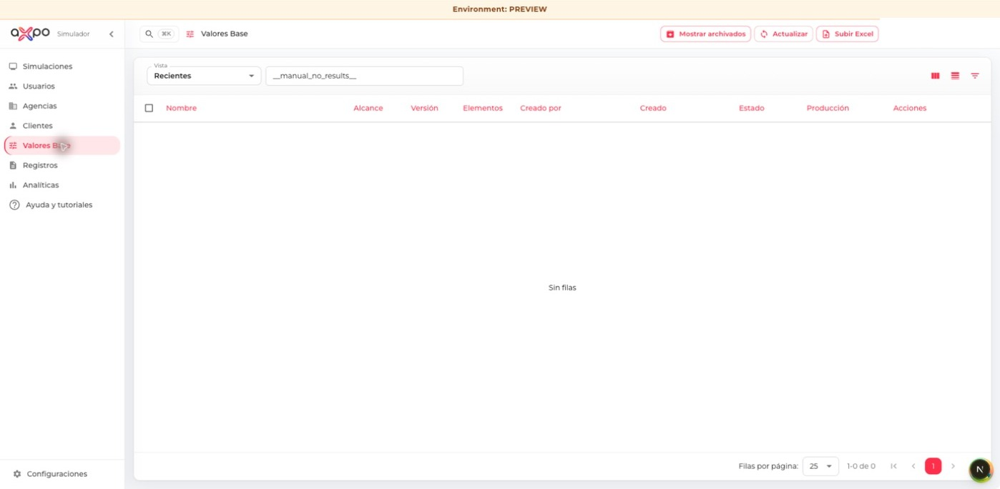 Environment: PREVIEW
axpo Simulador
⌘K Valores Base Mostrar archivados Actualizar Subir Excel
Simulaciones
Usuarios
Agencias
Clientes
Valores Base
Registros
Analíticas
Ayuda y tutoriales
Configuraciones
Vista
Recientes __manual_no_results__
Nombre Alcance Versión Elementos Creado por Creado Estado Producción Acciones
Sin filas
Filas por página: 25 1-0 de 0 1
N